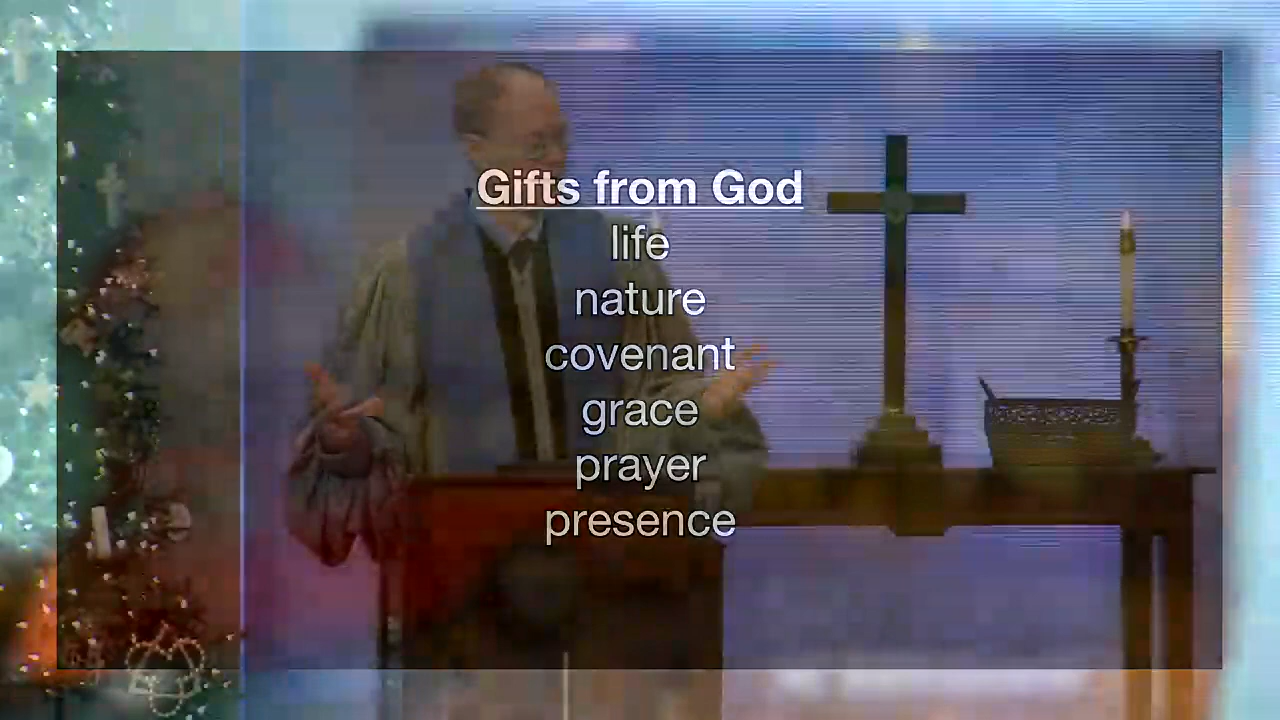 Gifts from God
life
nature
covenant
grace
prayer
presence